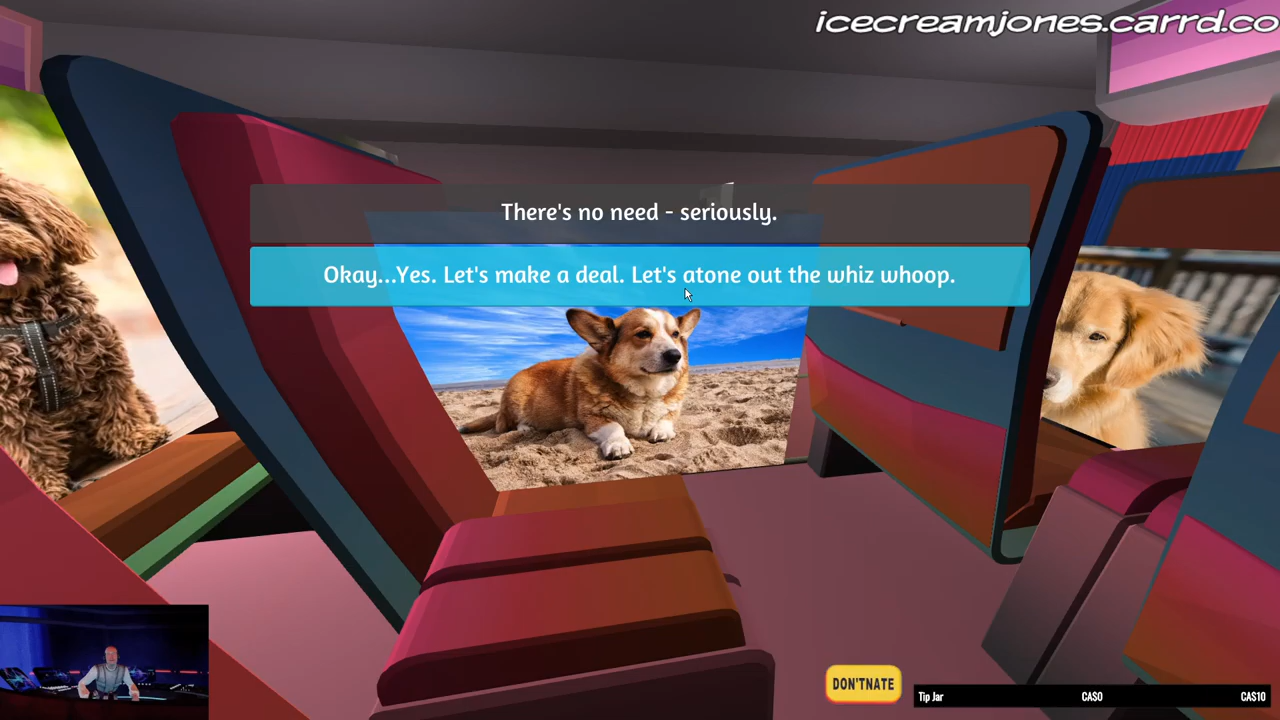 icecreamjones.carrd.co
There's no need - seriously.
Okay...Yes. Let's make a deal. Let's atone out the whiz whoop.
DON'TNATE
Tip Jar CA$0 CA$10